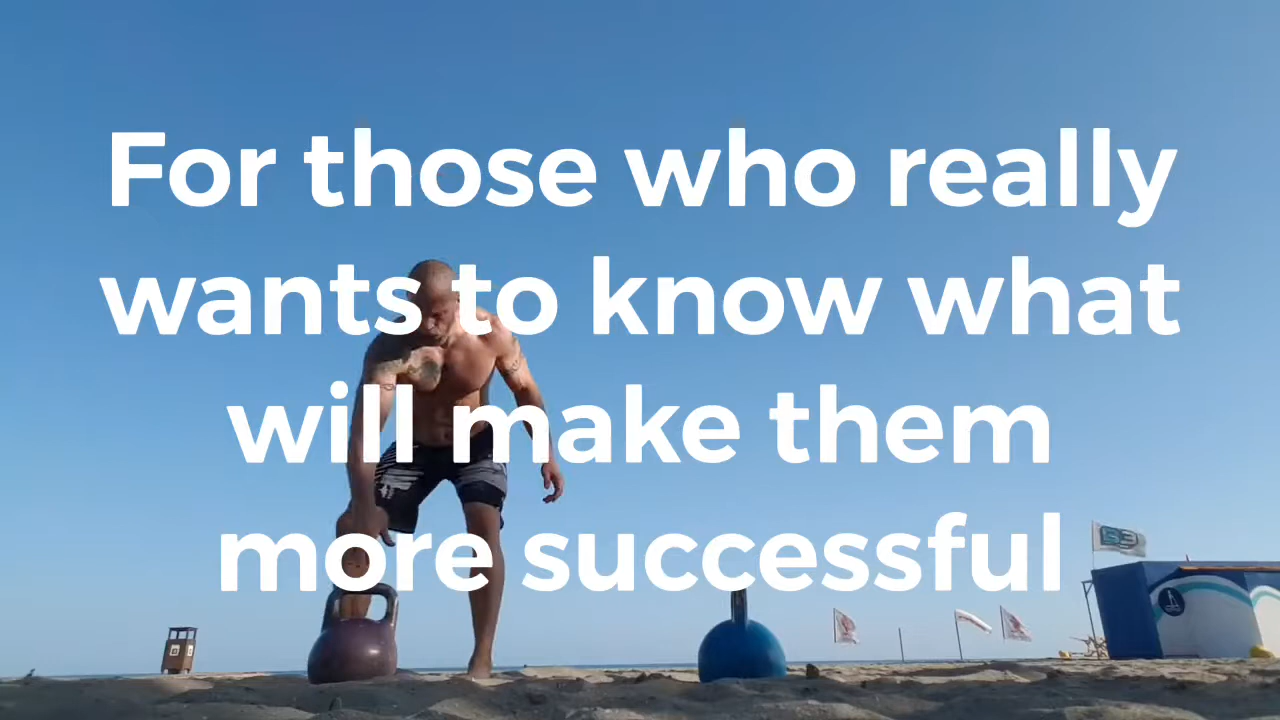 For those who really
wants to know what
will make them
more successful